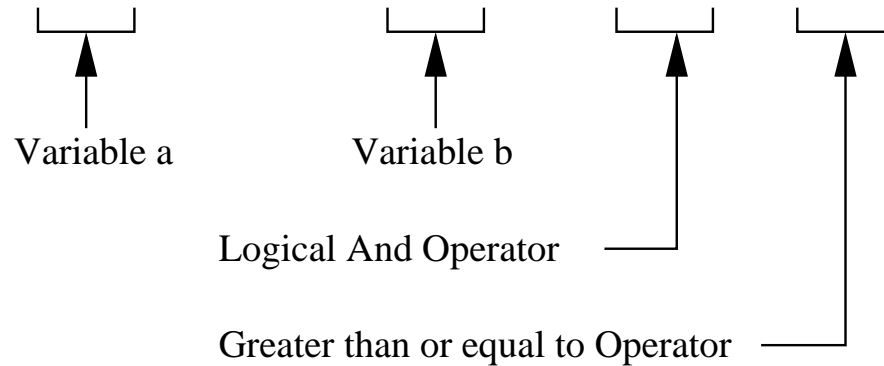 Variable a Variable b
Logical And Operator
Greater than or equal to Operator